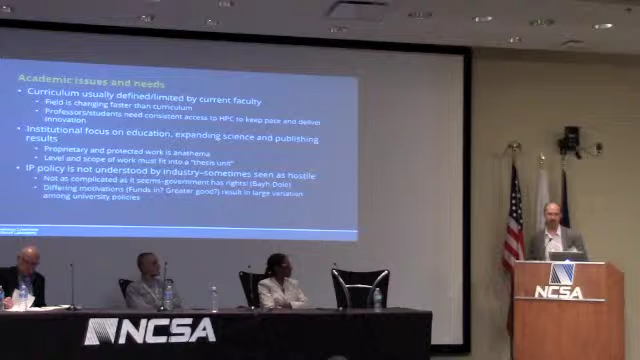 Academic issues and needs
• Curriculum usually defined/limited by current faculty
• Field is changing faster than curriculum
• Professors/students need consistent access to HPC to keep pace and deliver
innovation
• Institutional focus on education, expanding science and publishing
results
• Proprietary and protected work is anathema
• Level and scope of work must fit into a "thesis unit"
• IP policy is not understood by industry–sometimes seen as hostile
• Not as complicated as it seems–government has rights! (Bayh Dole)
• Differing motivations (Funds in? Greater good?) result in large variation
among university policies
NCSA
NCSA